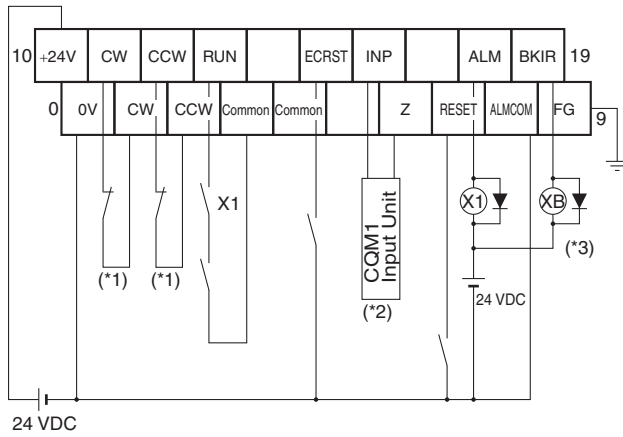 10 +24V CW CCW RUN ECRST INP ALM BKIR 19
0 0V CW CCW Common Common Z RESET ALMCOM FG 9
X1
X1
XB
CQM1
Input Unit
(*1)
(*1)
(*2)
(*3)
24 VDC
24 VDC